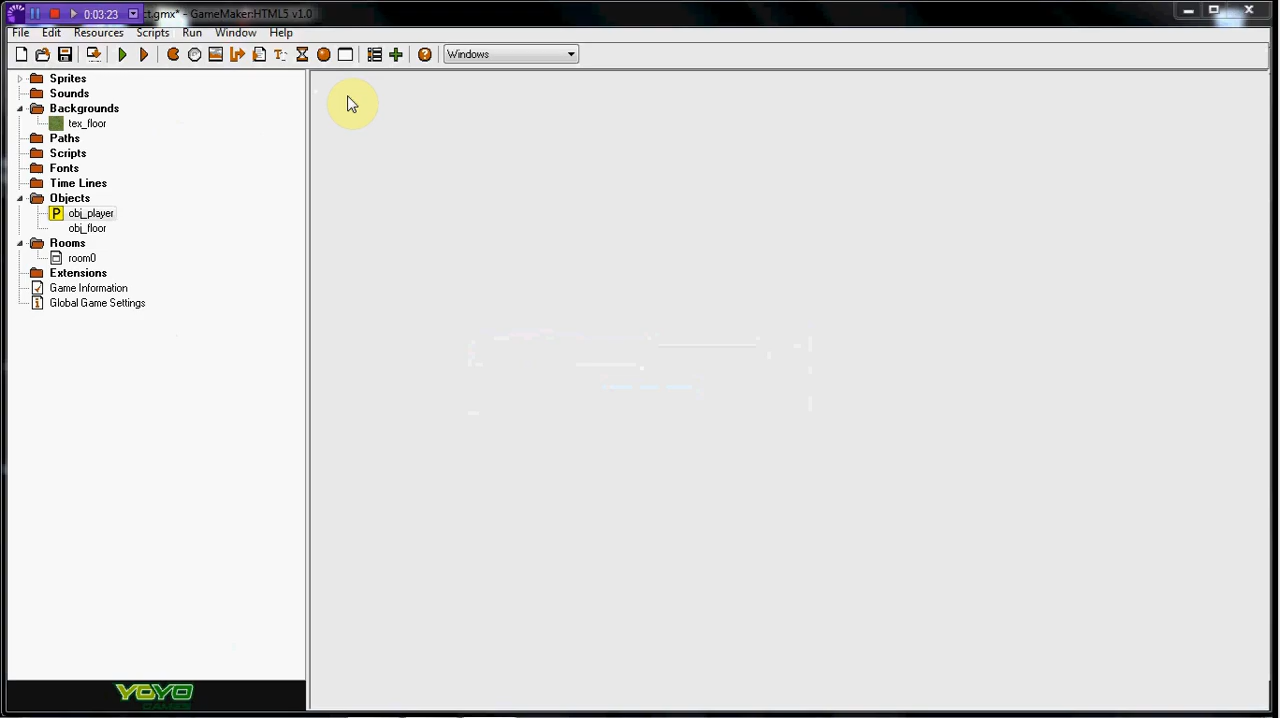 0:03:23 ct.gmx* - GameMaker:HTML5 v1.0
File Edit Resources Scripts Run Window Help
Windows
Sprites
Sounds
Backgrounds
tex_floor
Paths
Scripts
Fonts
Time Lines
Objects
P obj_player
obj_floor
Rooms
room0
Extensions
Game Information
Global Game Settings
YOYO
GAMES